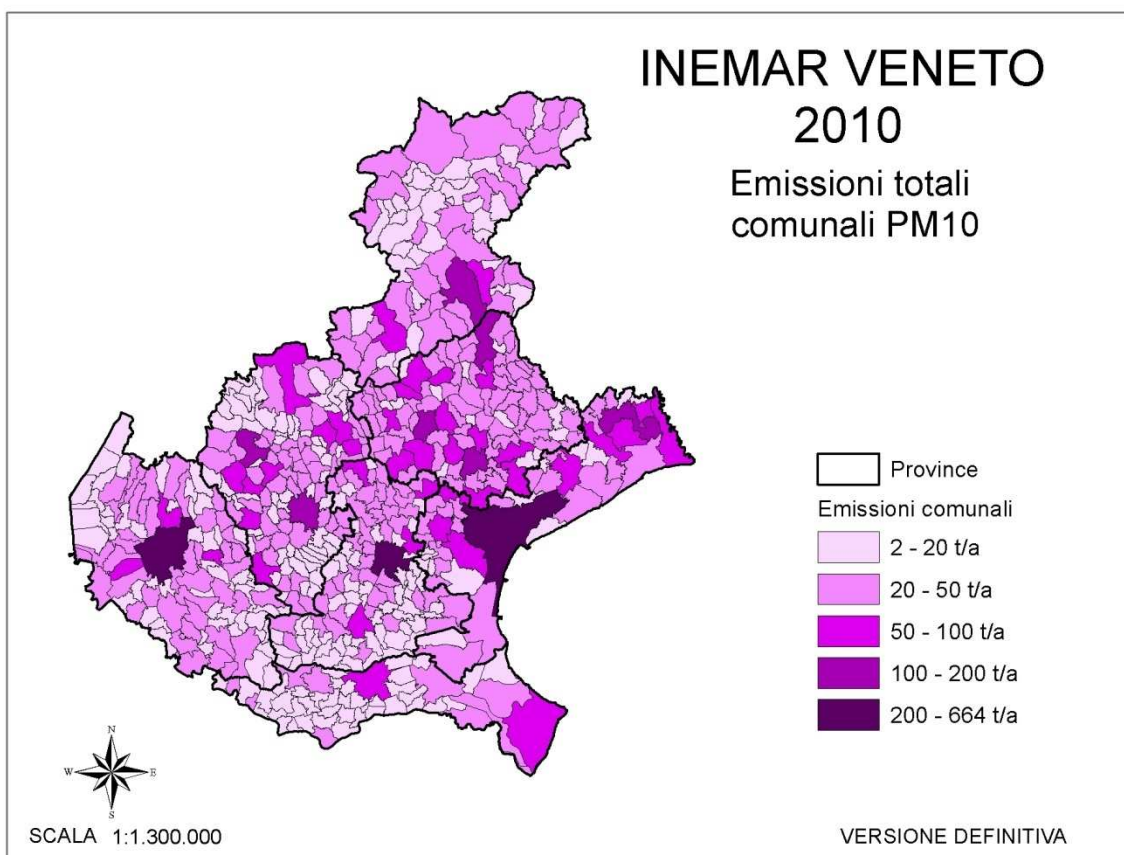 INEMAR VENETO
2010
Emissioni totali
comunali PM10
Province
Emissioni comunali
2 - 20 t/a
20 - 50 t/a
50 - 100 t/a
100 - 200 t/a
200 - 664 t/a
N
W E
S
SCALA 1:1.300.000
VERSIONE DEFINITIVA